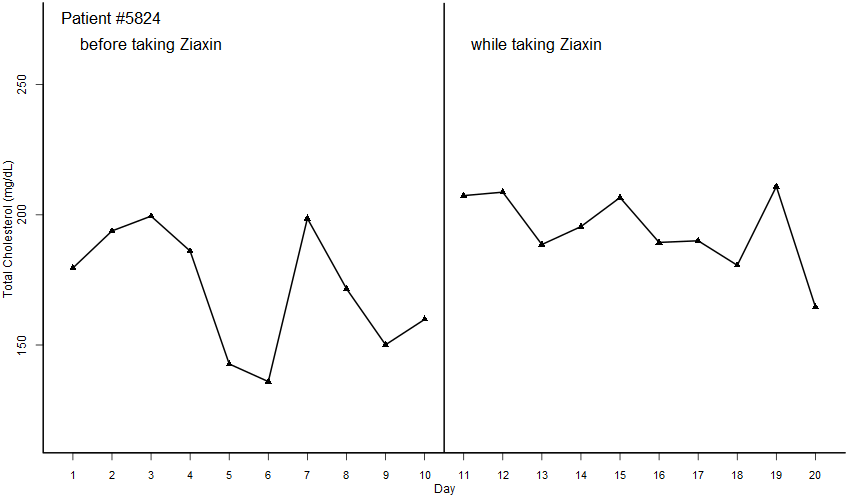 Patient #5824
before taking Ziaxin
while taking Ziaxin
Total Cholesterol (mg/dL)
250
200
150
1 2 3 4 5 6 7 8 9 10 11 12 13 14 15 16 17 18 19 20
Day